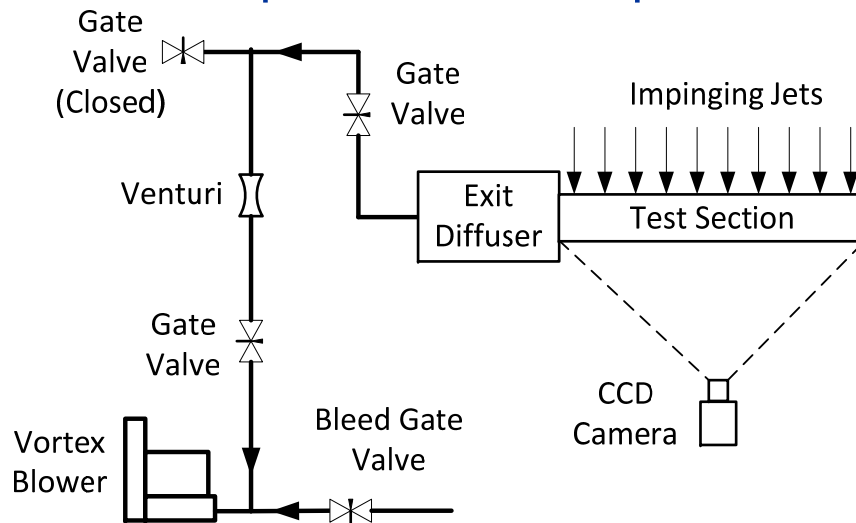 Gate
Valve
(Closed)
Gate
Valve
Impinging Jets
Venturi
Exit
Diffuser
Test Section
Gate
Valve
CCD
Camera
Bleed Gate
Valve
Vortex
Blower